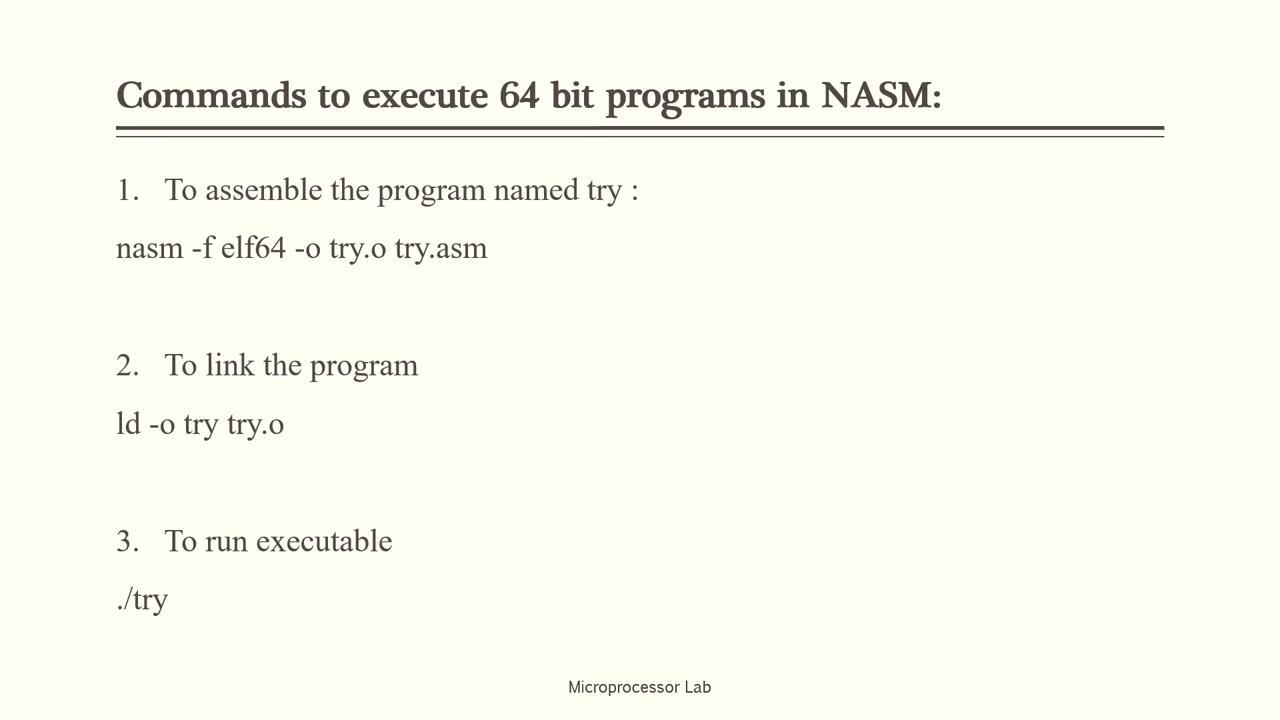 Commands to execute 64 bit programs in NASM:
1. To assemble the program named try :
nasm -f elf64 -o try.o try.asm
2. To link the program
ld -o try try.o
3. To run executable
./try
Microprocessor Lab